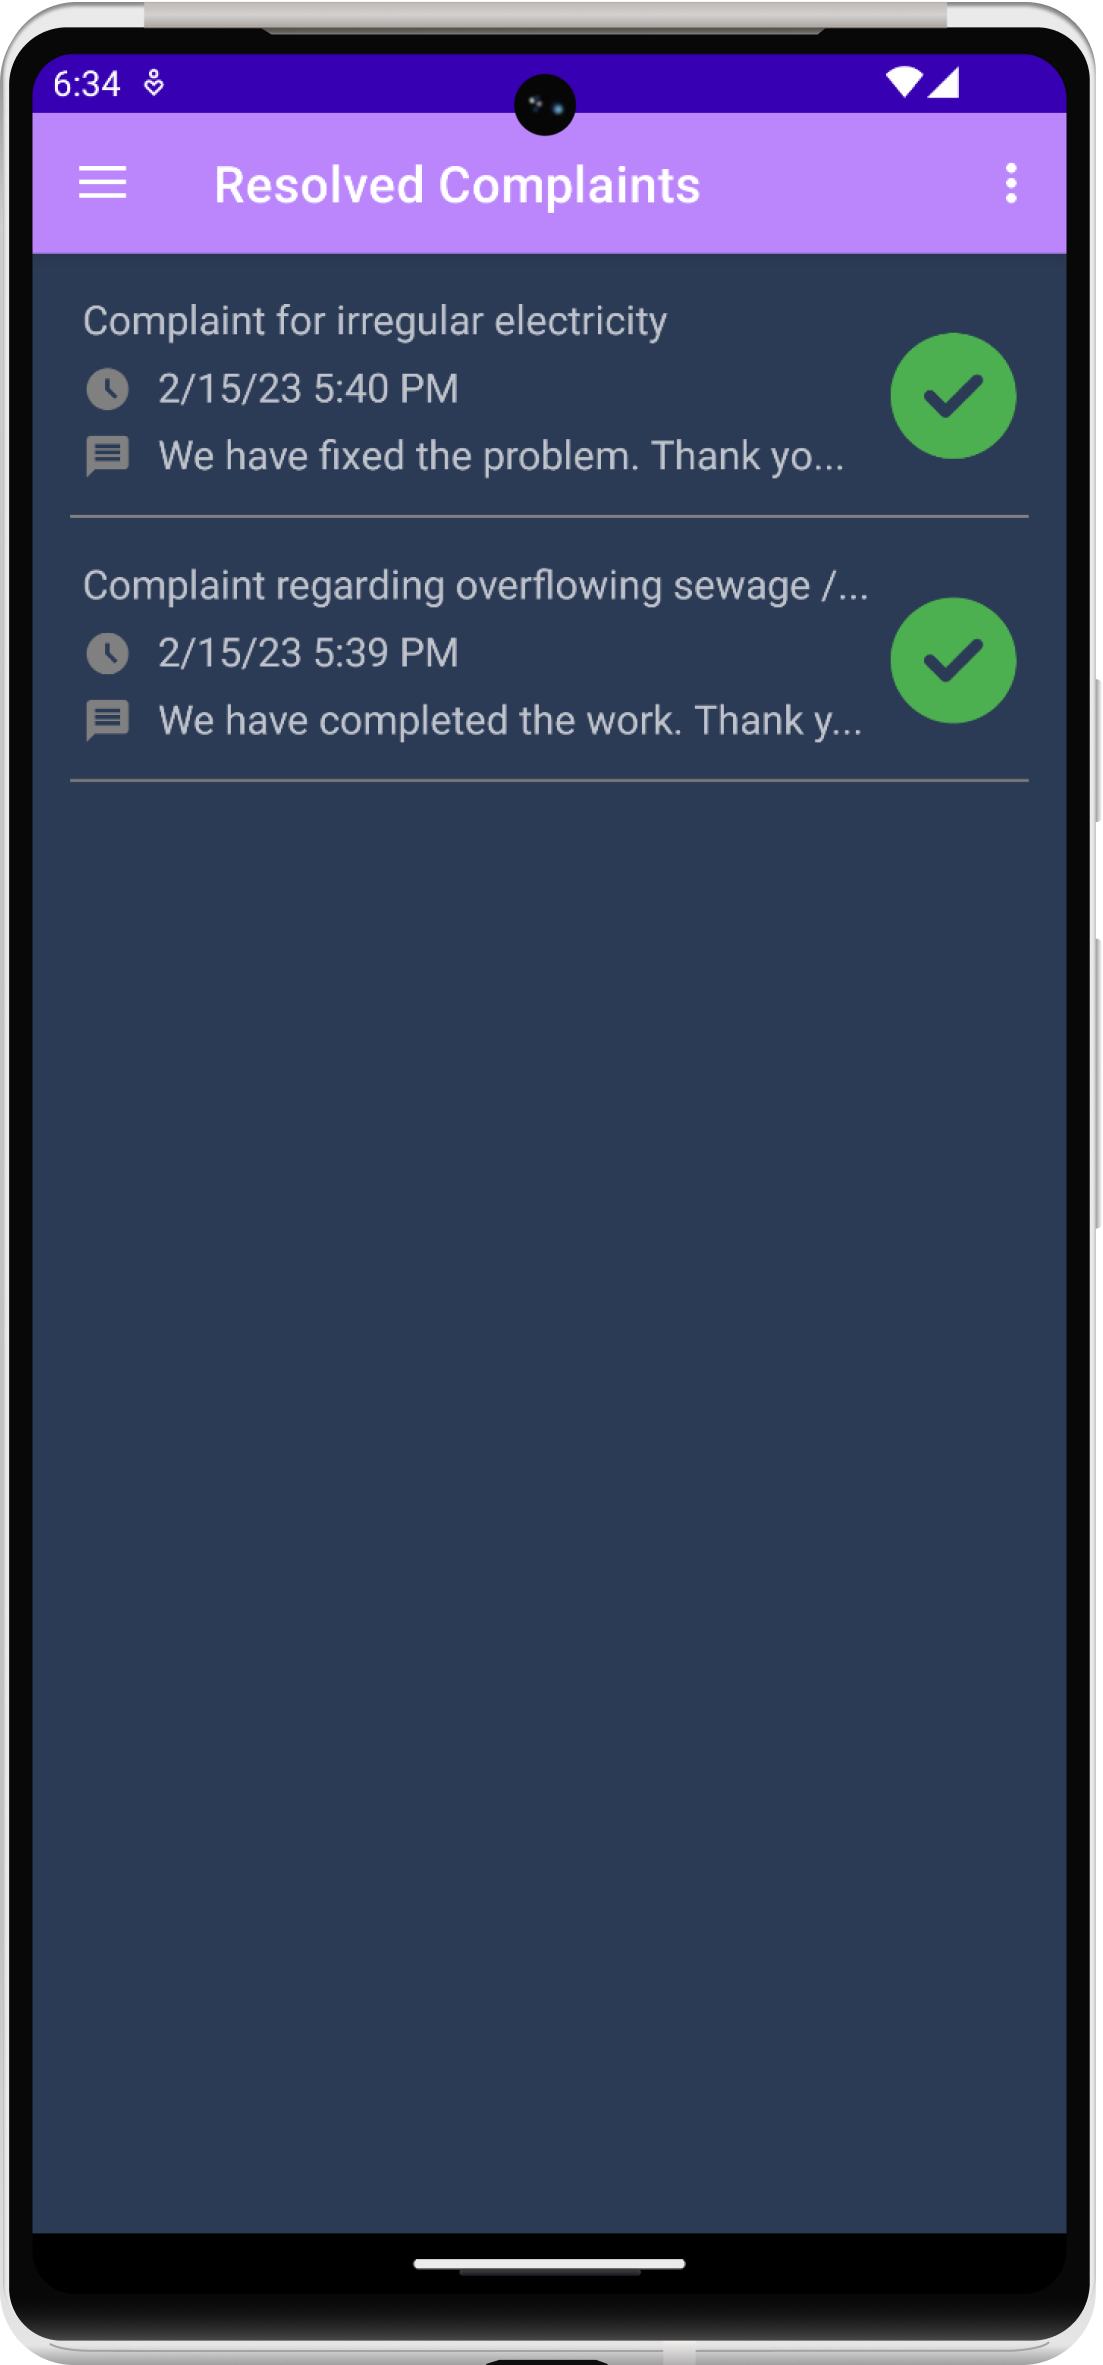 6:34
Resolved Complaints
Complaint for irregular electricity
2/15/23 5:40 PM
We have fixed the problem. Thank yo...
Complaint regarding overflowing sewage /...
2/15/23 5:39 PM
We have completed the work. Thank y...